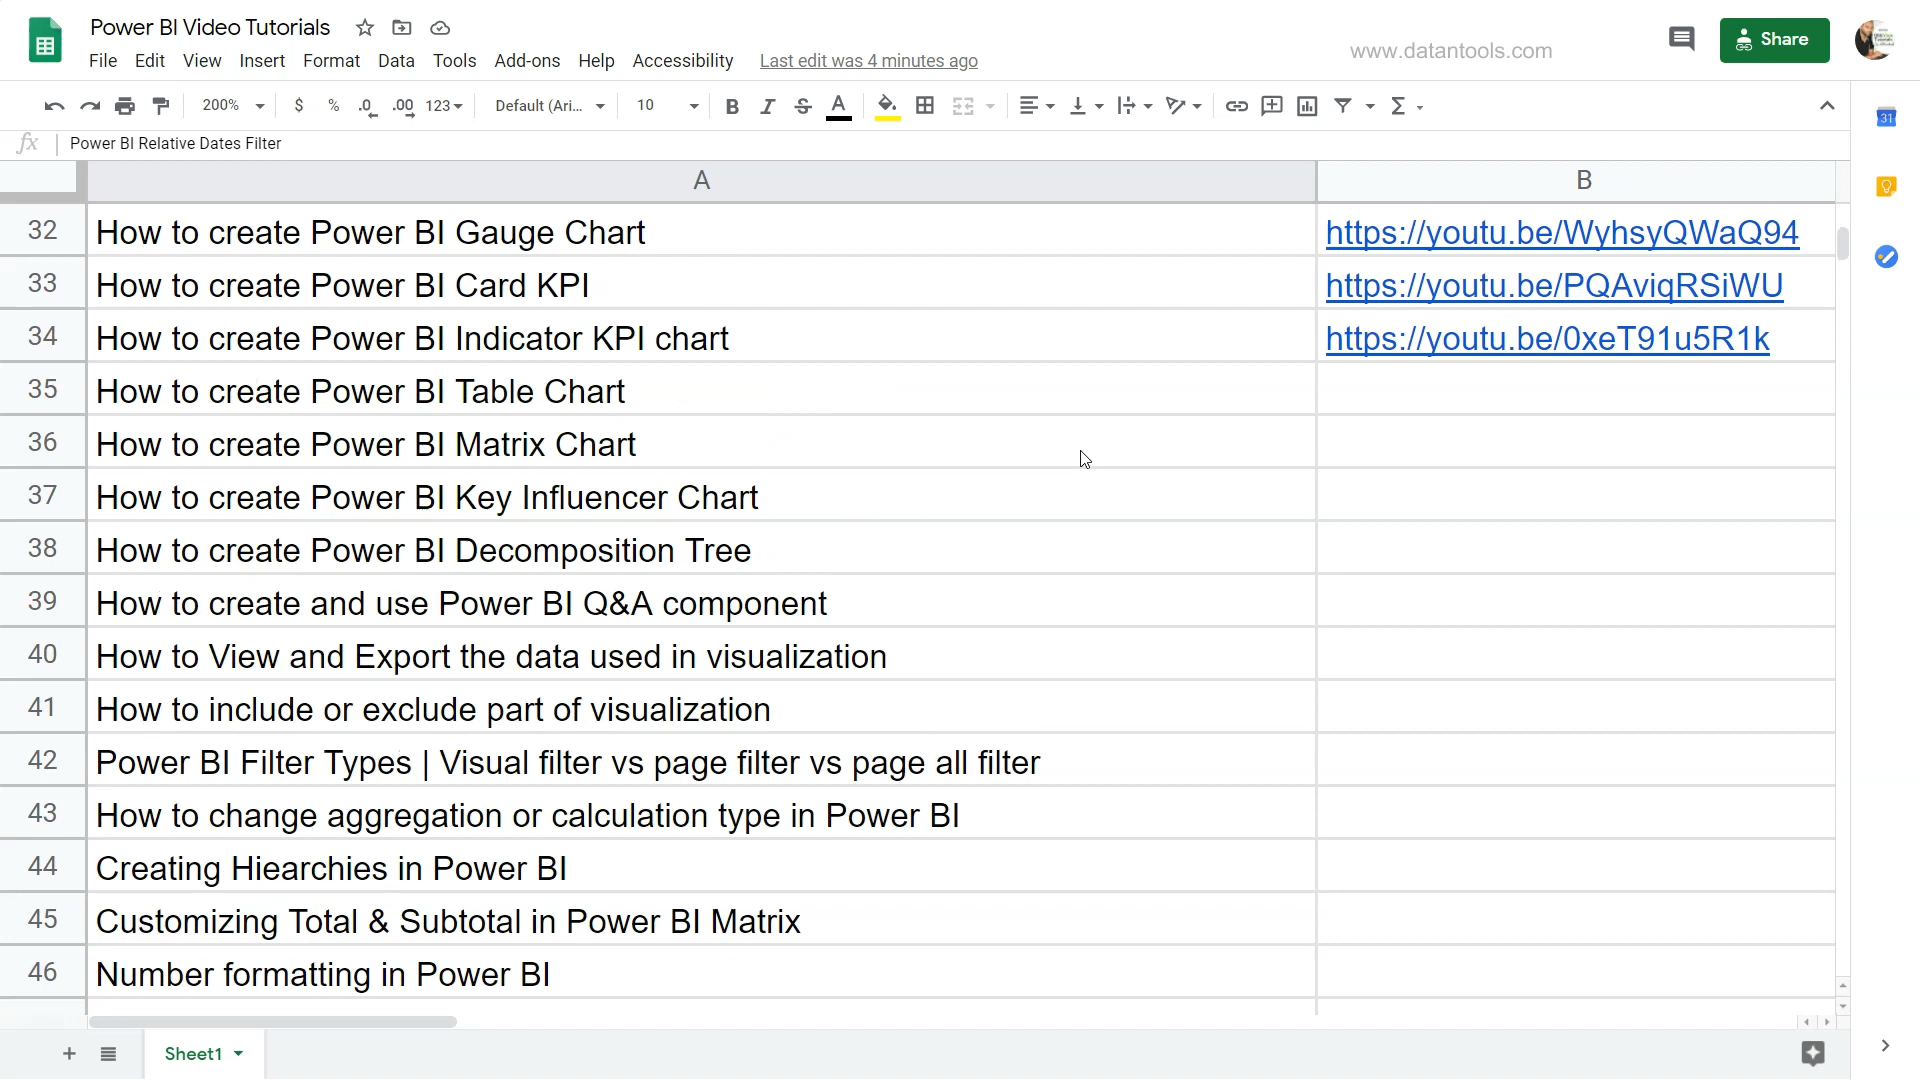 Power BI Video Tutorials
www.datantools.com
Share
File Edit View Insert Format Data Tools Add-ons Help Accessibility Last edit was 4 minutes ago
200% $ % .0 .00 123 Default (Ari... 10 B I S A Σ
31
fx Power BI Relative Dates Filter
A B
32 How to create Power BI Gauge Chart https://youtu.be/WyhsyQWaQ94
33 How to create Power BI Card KPI https://youtu.be/PQAviqRSiWU
34 How to create Power BI Indicator KPI chart https://youtu.be/0xeT91u5R1k
35 How to create Power BI Table Chart
36 How to create Power BI Matrix Chart
37 How to create Power BI Key Influencer Chart
38 How to create Power BI Decomposition Tree
39 How to create and use Power BI Q&A component
40 How to View and Export the data used in visualization
41 How to include or exclude part of visualization
42 Power BI Filter Types | Visual filter vs page filter vs page all filter
43 How to change aggregation or calculation type in Power BI
44 Creating Hiearchies in Power BI
45 Customizing Total & Subtotal in Power BI Matrix
46 Number formatting in Power BI
Sheet1